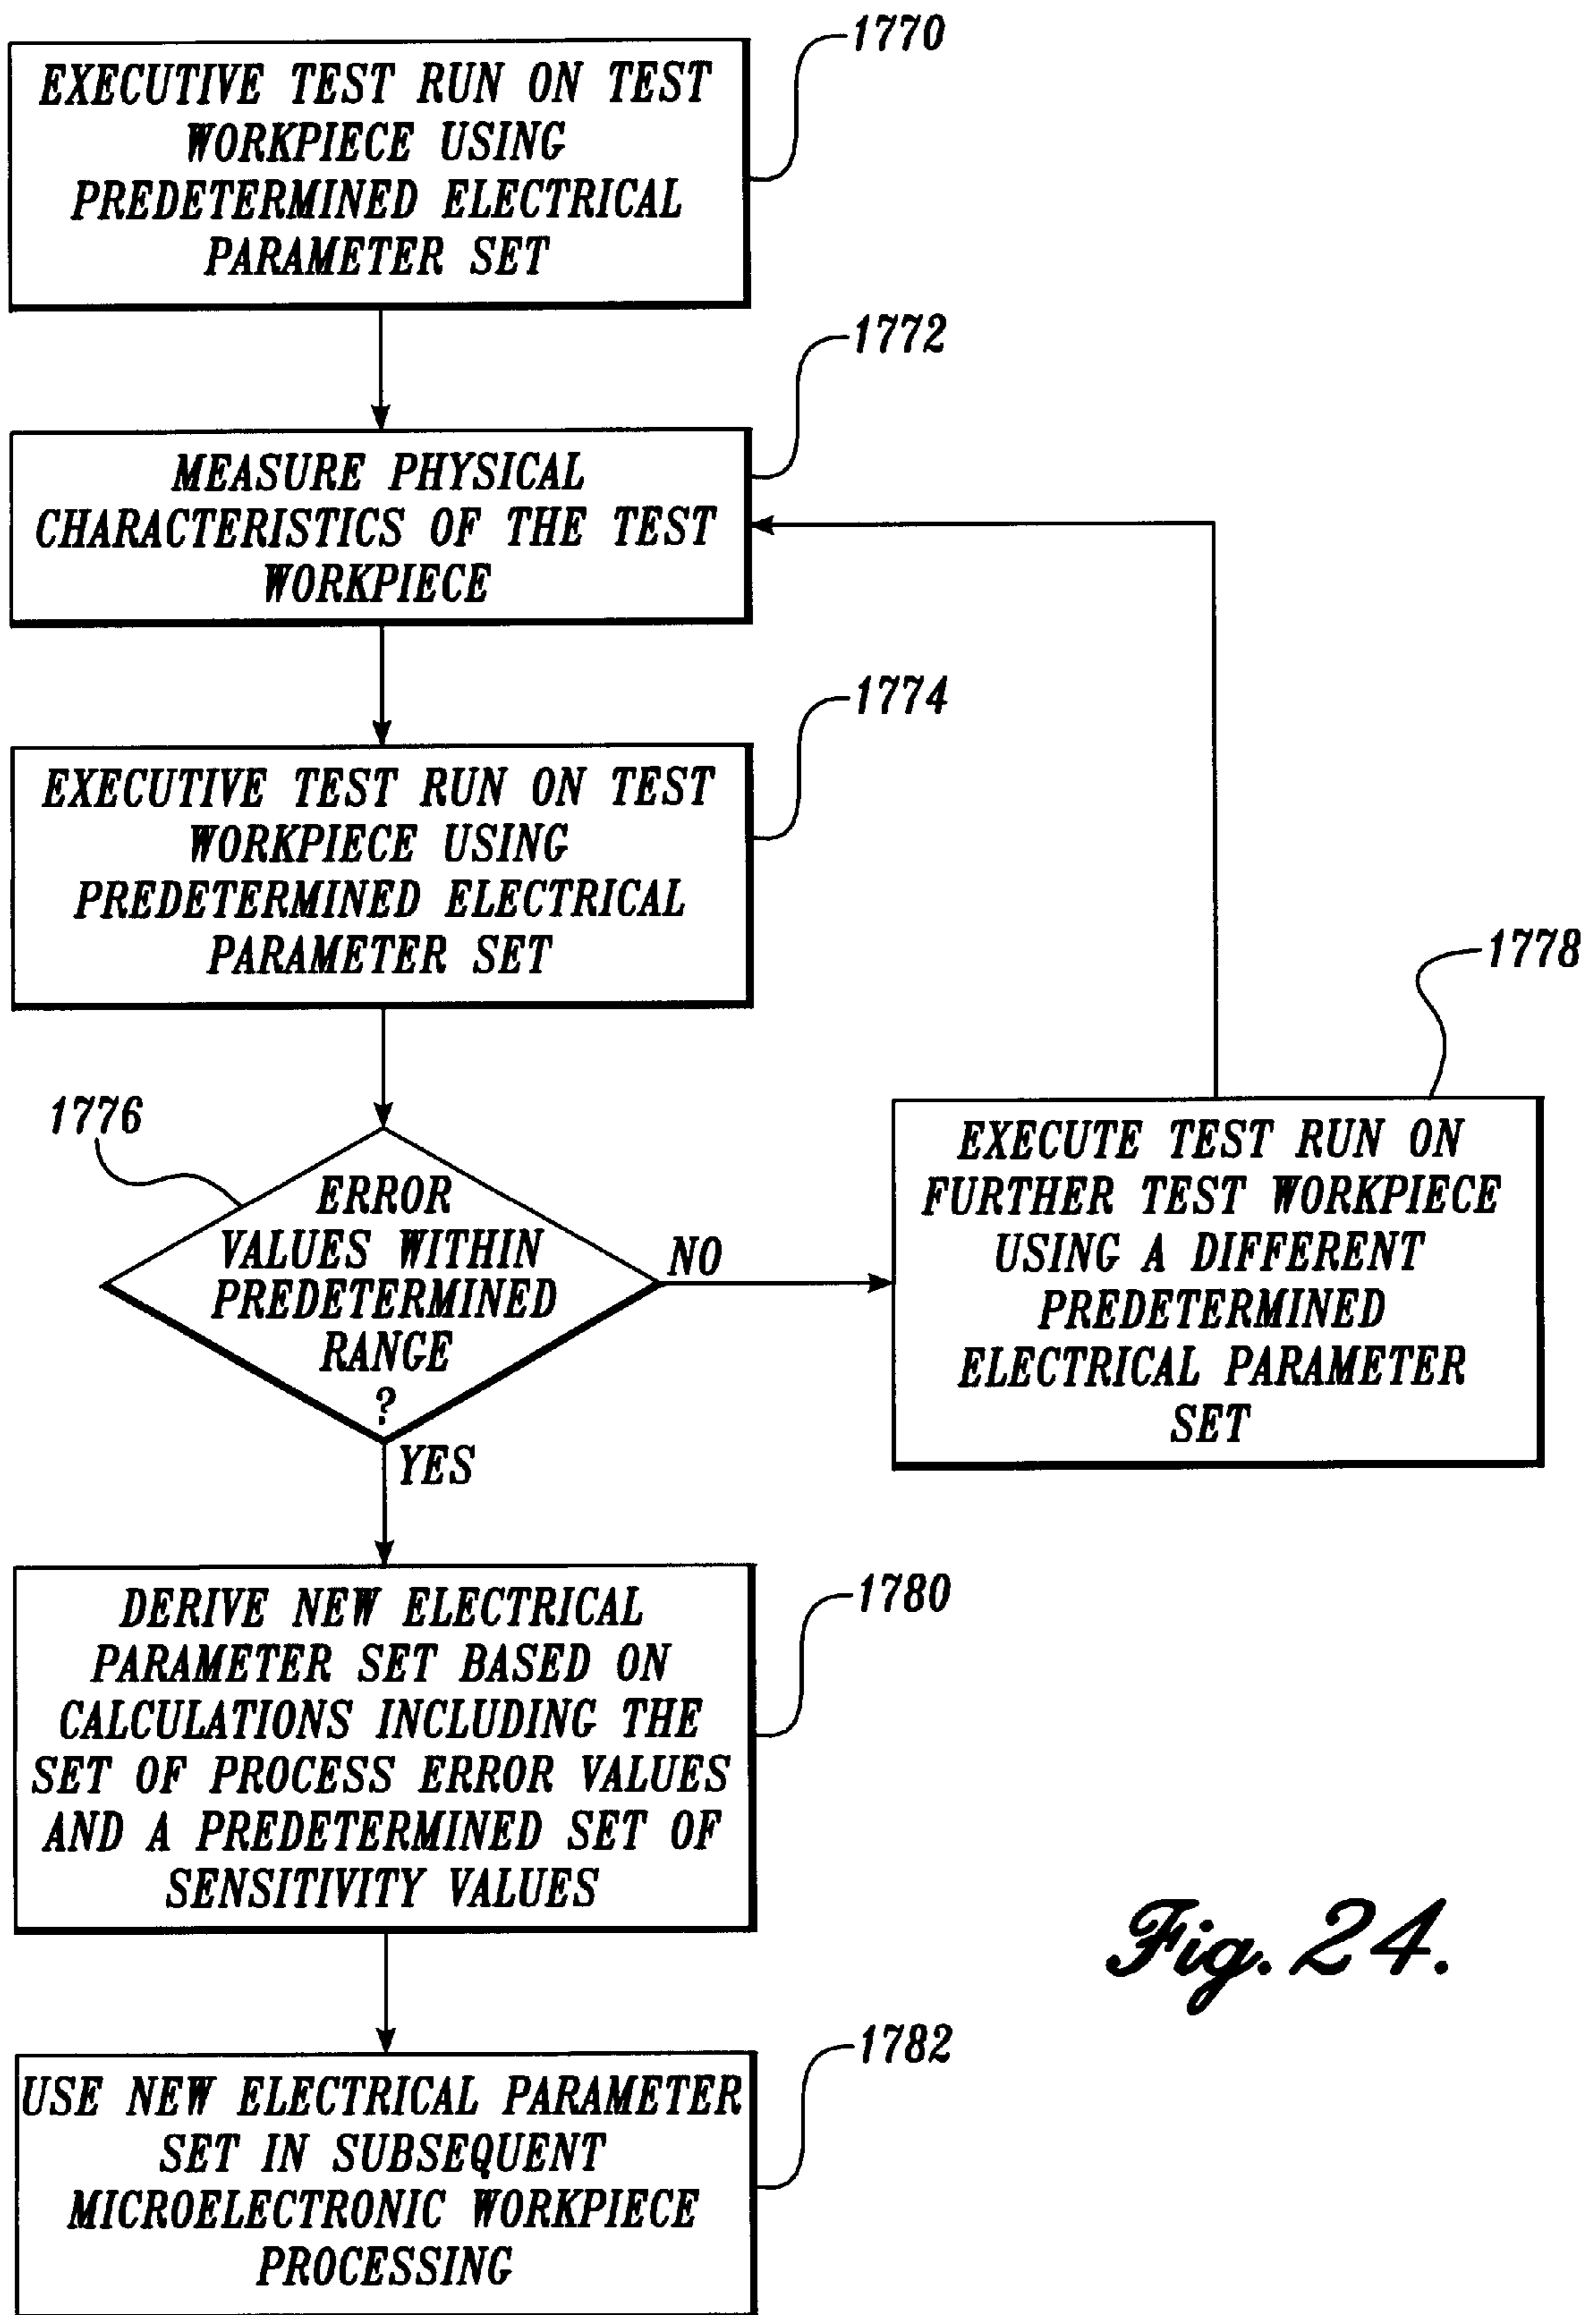 1770
EXECUTIVE TEST RUN ON TEST
WORKPIECE USING
PREDETERMINED ELECTRICAL
PARAMETER SET
1772
MEASURE PHYSICAL
CHARACTERISTICS OF THE TEST
WORKPIECE
1774
EXECUTIVE TEST RUN ON TEST
WORKPIECE USING
PREDETERMINED ELECTRICAL
PARAMETER SET
1776
ERROR
VALUES WITHIN
PREDETERMINED
RANGE
?
NO
YES
1778
EXECUTE TEST RUN ON
FURTHER TEST WORKPIECE
USING A DIFFERENT
PREDETERMINED
ELECTRICAL PARAMETER
SET
1780
DERIVE NEW ELECTRICAL
PARAMETER SET BASED ON
CALCULATIONS INCLUDING THE
SET OF PROCESS ERROR VALUES
AND A PREDETERMINED SET OF
SENSITIVITY VALUES
1782
USE NEW ELECTRICAL PARAMETER
SET IN SUBSEQUENT
MICROELECTRONIC WORKPIECE
PROCESSING
Fig. 24.